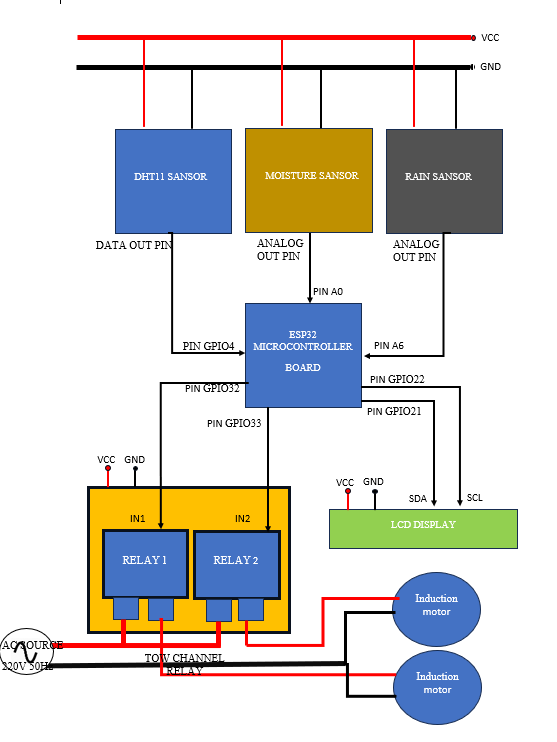 VCC
GND
DHT11 SANSOR
MOISTURE SANSOR
RAIN SANSOR
DATA OUT PIN
ANALOG
OUT PIN
ANALOG
OUT PIN
PIN A0
ESP32
MICROCONTROLLER
BOARD
PIN GPIO4
PIN A6
PIN GPIO32
PIN GPIO22
PIN GPIO21
PIN GPIO33
VCC
GND
VCC
GND
SDA
SCL
IN1
IN2
LCD DISPLAY
RELAY 1
RELAY 2
Induction
motor
AC SOURCE
220V 50Hz
TOW CHANNEL
RELAY
Induction
motor